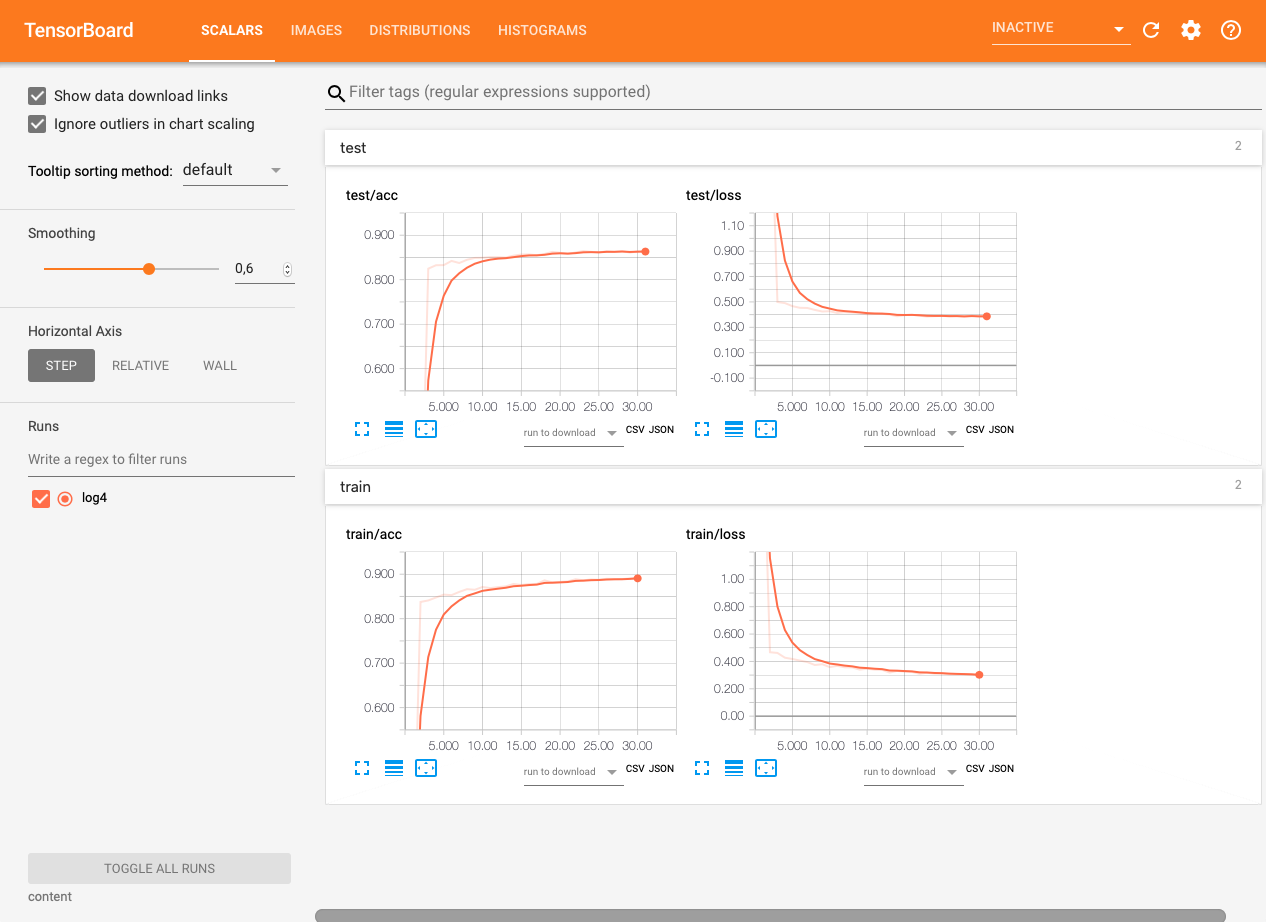 TensorBoard SCALARS IMAGES DISTRIBUTIONS HISTOGRAMS INACTIVE
Show data download links
Ignore outliers in chart scaling
Tooltip sorting method: default
Smoothing
0,6
Horizontal Axis
STEP RELATIVE WALL
Runs
Write a regex to filter runs
log4
TOGGLE ALL RUNS
content
Filter tags (regular expressions supported)
test 2
test/acc
0.900
0.800
0.700
0.600
5.000 10.00 15.00 20.00 25.00 30.00
run to download CSV JSON
test/loss
1.10
0.900
0.700
0.500
0.300
0.100
-0.100
5.000 10.00 15.00 20.00 25.00 30.00
run to download CSV JSON
train 2
train/acc
0.900
0.800
0.700
0.600
5.000 10.00 15.00 20.00 25.00 30.00
run to download CSV JSON
train/loss
1.00
0.800
0.600
0.400
0.200
0.00
5.000 10.00 15.00 20.00 25.00 30.00
run to download CSV JSON